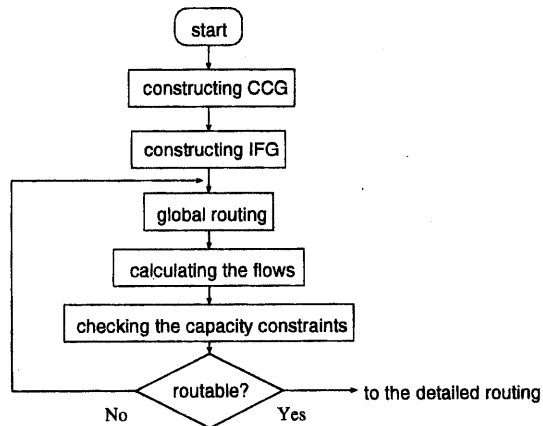 start
constructing CCG
constructing IFG
global routing
calculating the flows
checking the capacity constraints
routable?
to the detailed routing
No
Yes